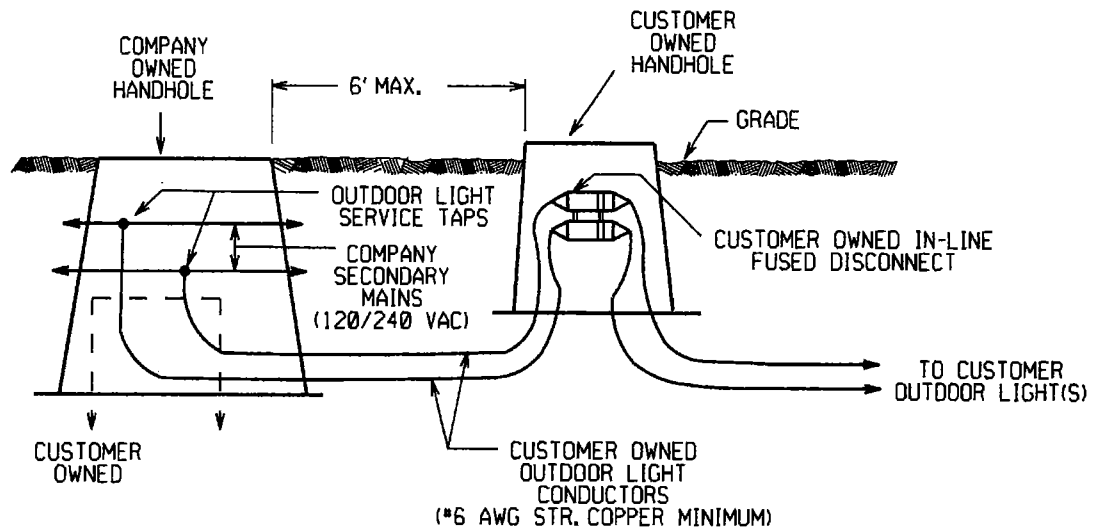 COMPANY
OWNED
HANDHOLE
6' MAX.
CUSTOMER
OWNED
HANDHOLE
GRADE
OUTDOOR LIGHT
SERVICE TAPS
COMPANY
SECONDARY
MAINS
(120/240 VAC)
CUSTOMER OWNED IN-LINE
FUSED DISCONNECT
TO CUSTOMER
OUTDOOR LIGHT(S)
CUSTOMER
OWNED
CUSTOMER OWNED
OUTDOOR LIGHT
CONDUCTORS
(#6 AWG STR. COPPER MINIMUM)